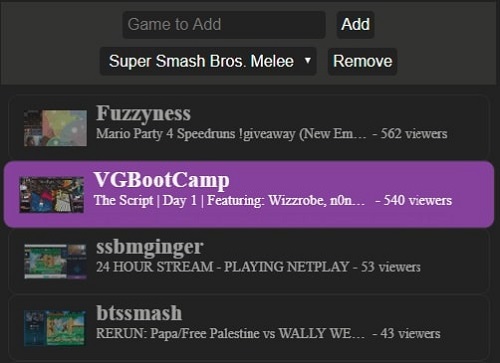 Game to Add Add
Super Smash Bros. Melee Remove
Fuzzyness
Mario Party 4 Speedruns !giveaway (New Em... - 562 viewers
VGBootCamp
The Script | Day 1 | Featuring: Wizzrobe, n0n... - 540 viewers
ssbmginger
24 HOUR STREAM - PLAYING NETPLAY - 53 viewers
btssmash
RERUN: Papa/Free Palestine vs WALLY WE... - 43 viewers